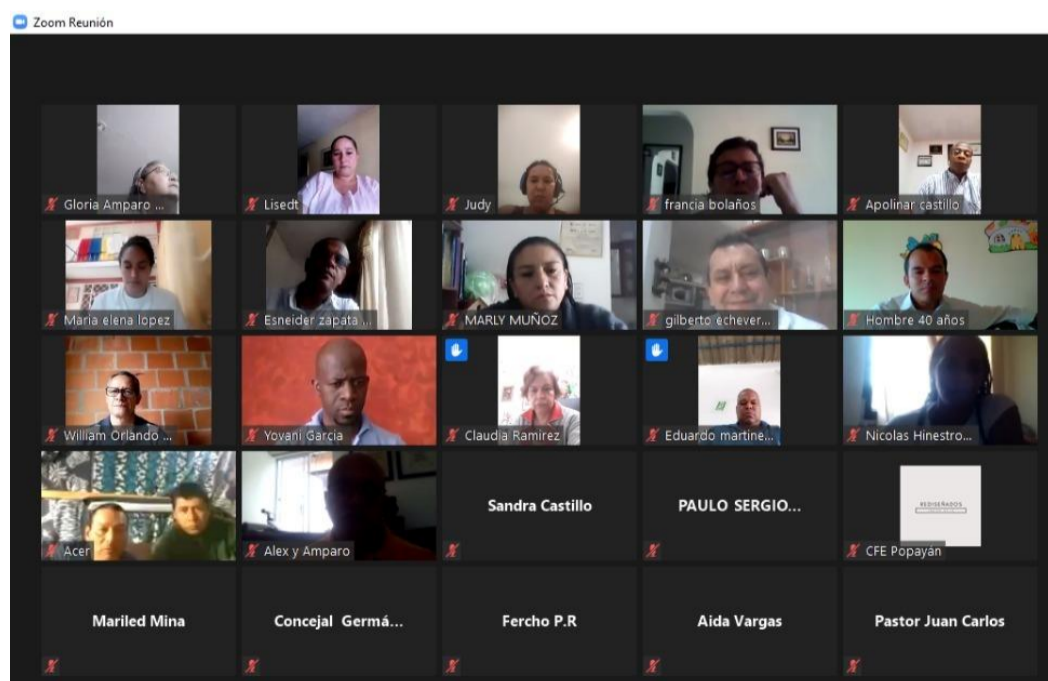 Zoom Reunión
Gloria Amparo ...
Lisedt
Judy
francia bolaños
Apolinar castillo
Maria elena lopez
Esneider zapata ...
MARLY MUÑOZ
gilberto echever...
Hombre 40 años
William Orlando ...
Yovani Garcia
Claudia Ramirez
Eduardo martine...
Nicolas Hinestro...
Acer
Alex y Amparo
Sandra Castillo
PAULO SERGIO...
REDISEÑADOS
CFE Popayán
Mariled Mina
Concejal Germá...
Fercho P.R
Aida Vargas
Pastor Juan Carlos